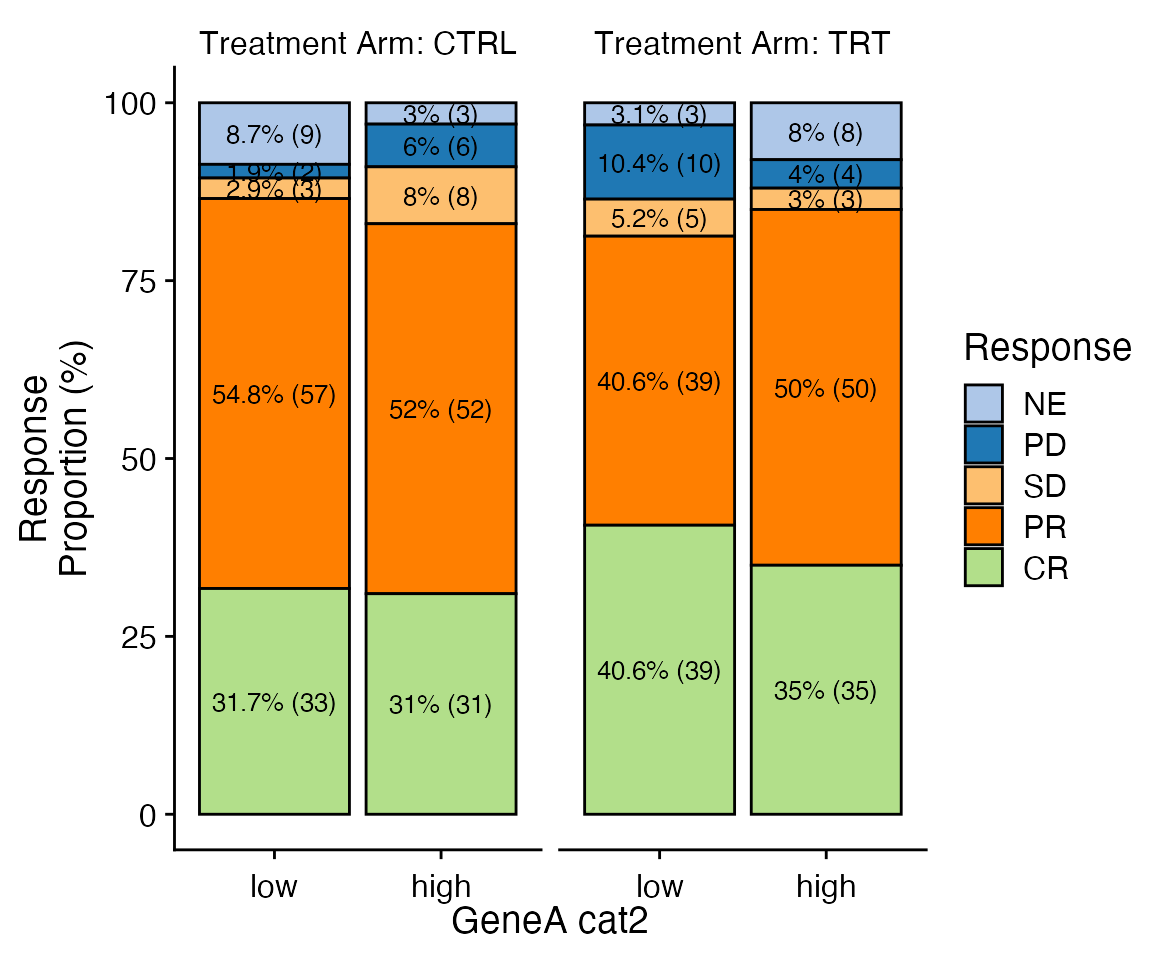 Treatment Arm: CTRL
Treatment Arm: TRT
100
75
50
25
0
Response
Proportion (%)
8.7% (9)
1.9% (2)
2.9% (3)
54.8% (57)
31.7% (33)
3% (3)
6% (6)
8% (8)
52% (52)
31% (31)
3.1% (3)
10.4% (10)
5.2% (5)
40.6% (39)
40.6% (39)
8% (8)
4% (4)
3% (3)
50% (50)
35% (35)
low
high
low
high
GeneA cat2
Response
NE
PD
SD
PR
CR